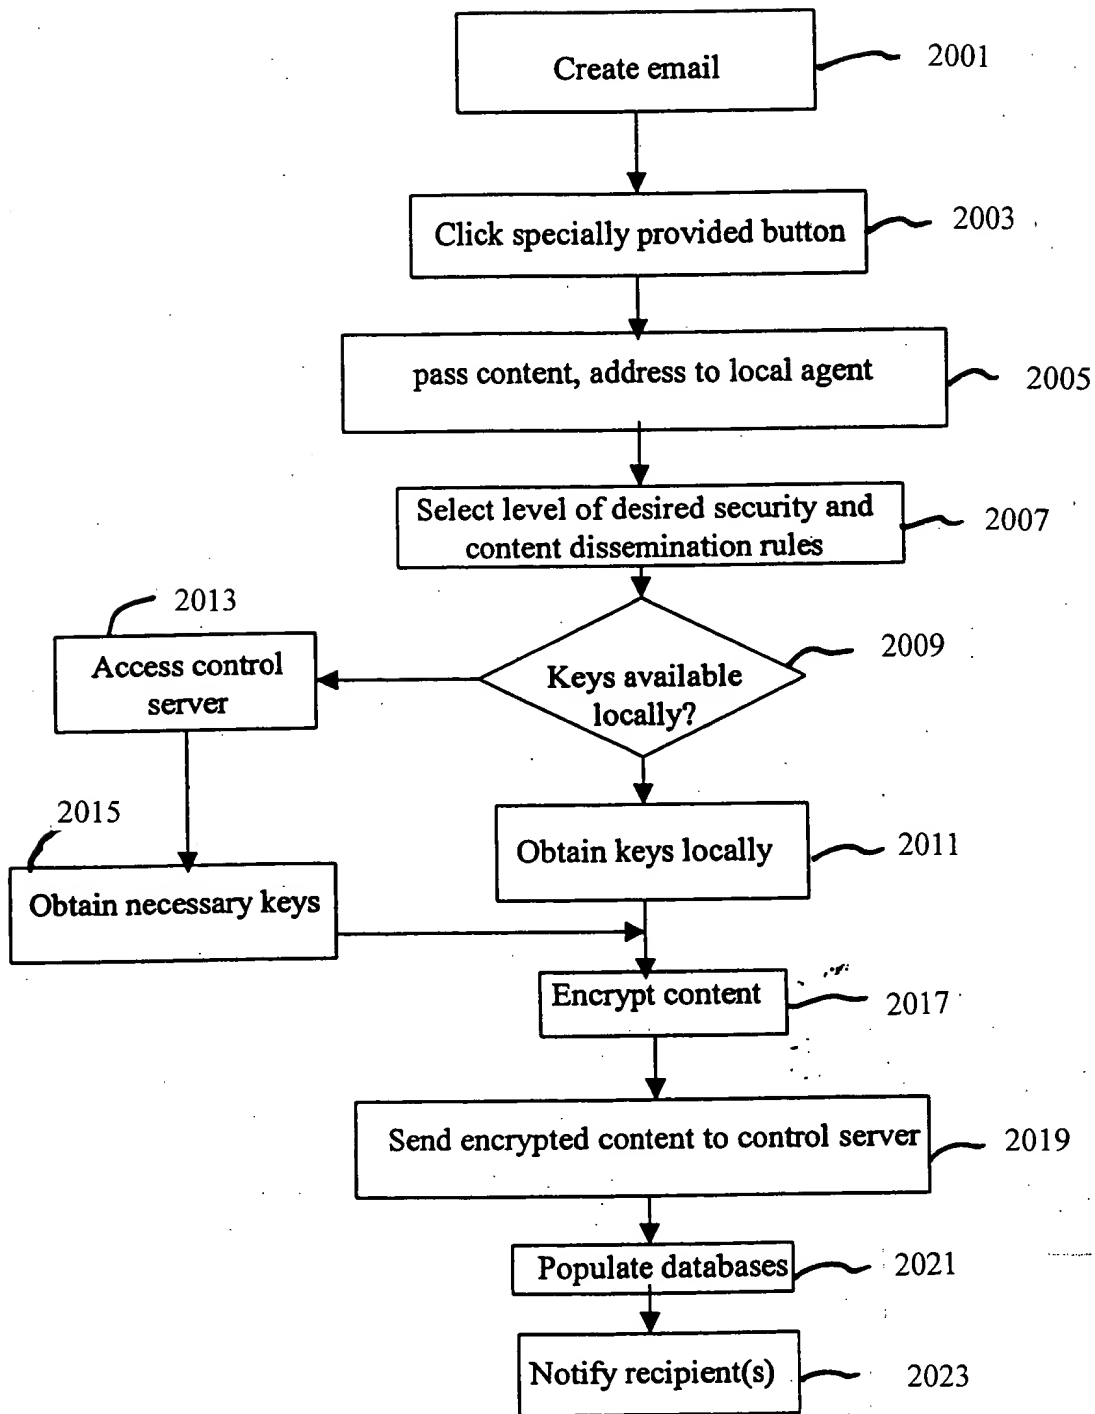 Create email
2001
Click specially provided button
2003
pass content, address to local agent
2005
Select level of desired security and
content dissemination rules
2007
2013
Access control
server
Keys available
locally?
2009
2015
Obtain necessary keys
Obtain keys locally
2011
Encrypt content
2017
Send encrypted content to control server
2019
Populate databases
2021
Notify recipient(s)
2023